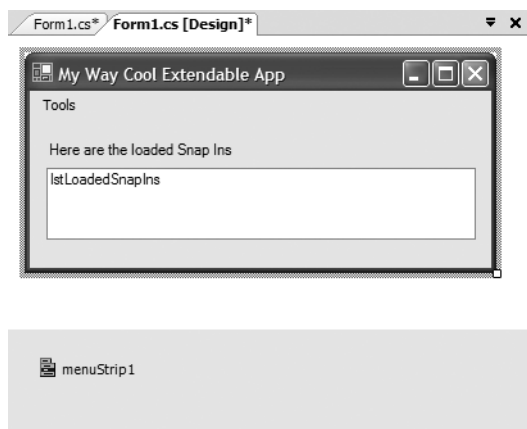 Form1.cs* Form1.cs [Design]*
My Way Cool Extendable App
Tools
Here are the loaded Snap Ins
lstLoadedSnapIns
menuStrip1